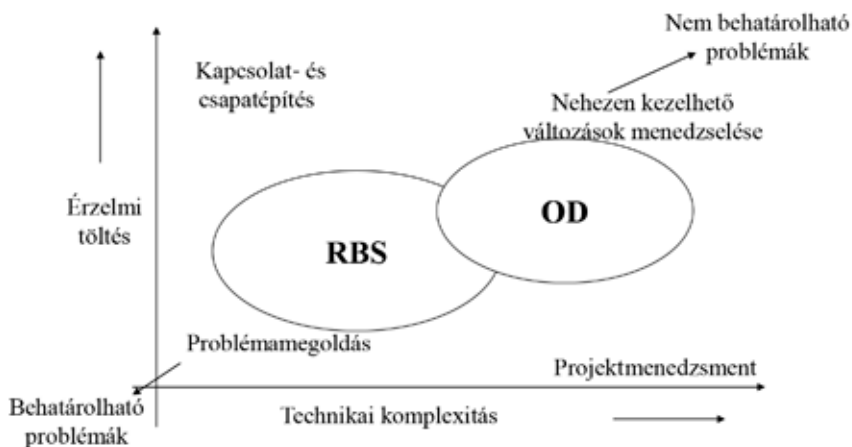 Nem behatárolható
problémák
Kapcsolat- és
csapatépítés
Nehezen kezelhető
változások menedzselése
Érzelmi
töltés
RBS
OD
Problémamegoldás
Projektmenedzsment
Behatárolható
problémák
Technikai komplexitás